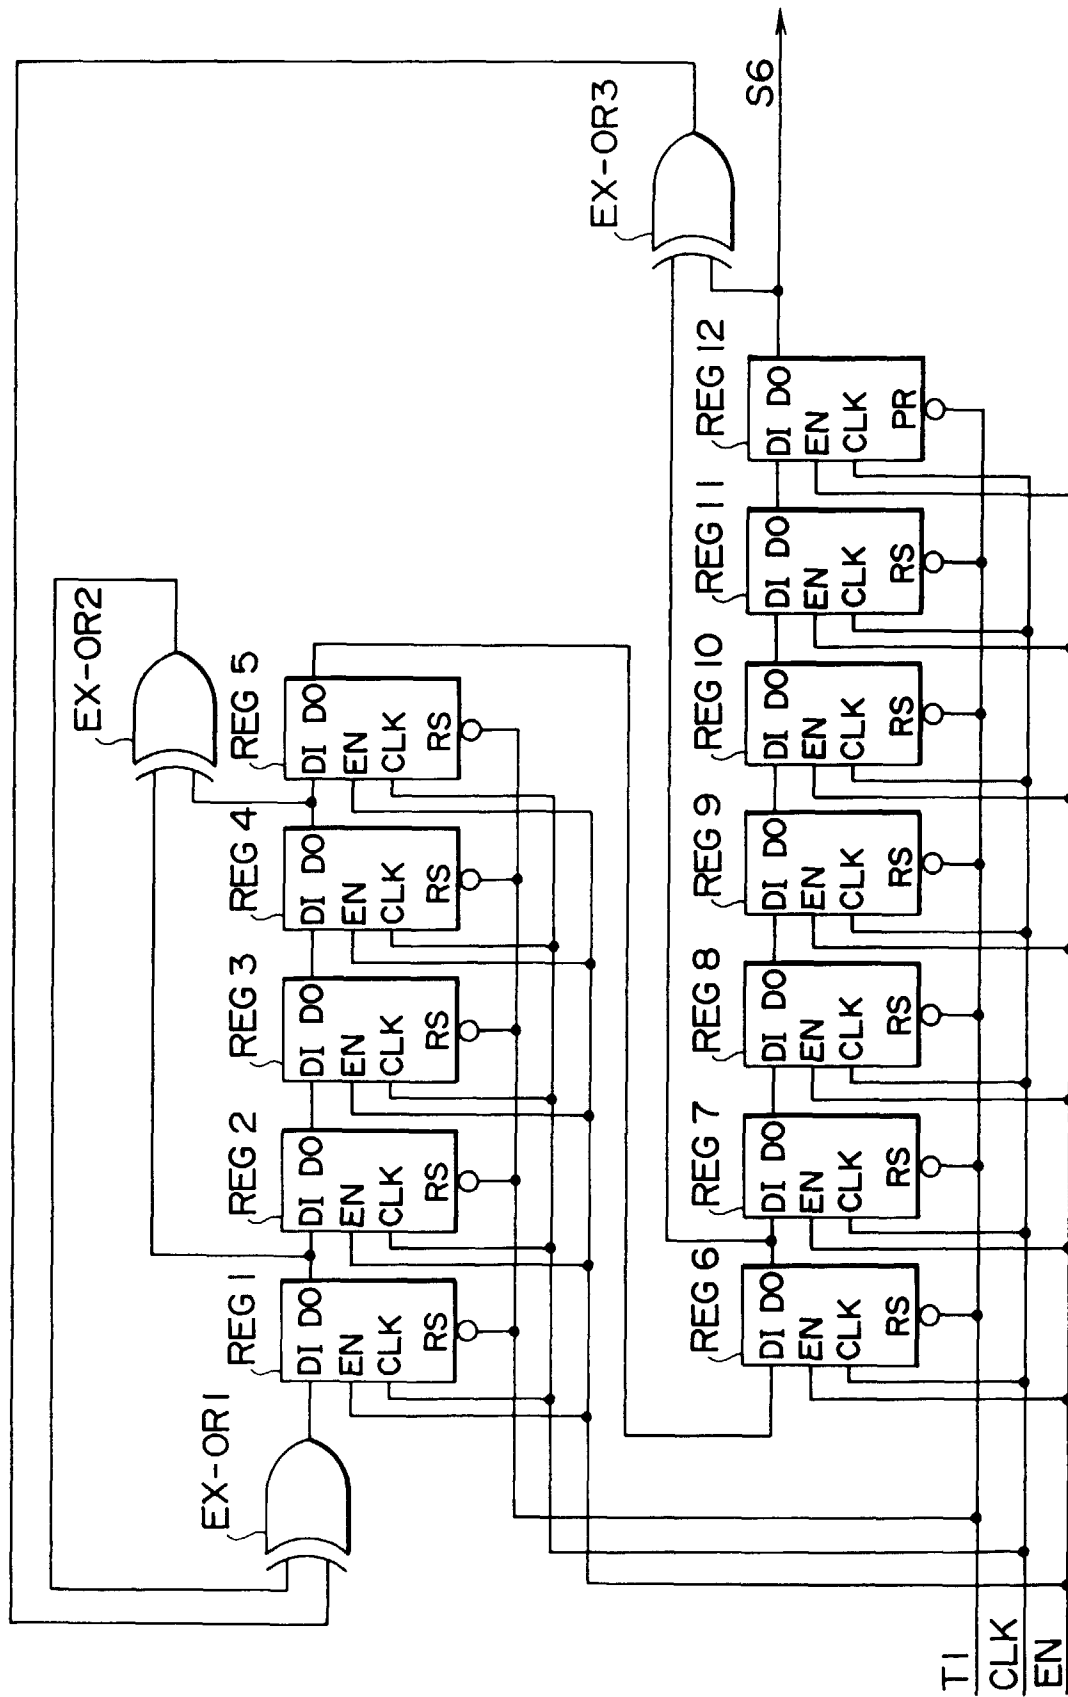 EX-OR1
EX-OR2
EX-OR3
REG 1
DI DO
EN
CLK
RS
REG 2
DI DO
EN
CLK
RS
REG 3
DI DO
EN
CLK
RS
REG 4
DI DO
EN
CLK
RS
REG 5
DI DO
EN
CLK
RS
REG 6
DI DO
EN
CLK
RS
REG 7
DI DO
EN
CLK
RS
REG 8
DI DO
EN
CLK
RS
REG 9
DI DO
EN
CLK
RS
REG 10
DI DO
EN
CLK
RS
REG 11
DI DO
EN
CLK
RS
REG 12
DI DO
EN
CLK
PR
S6
T1
CLK
EN